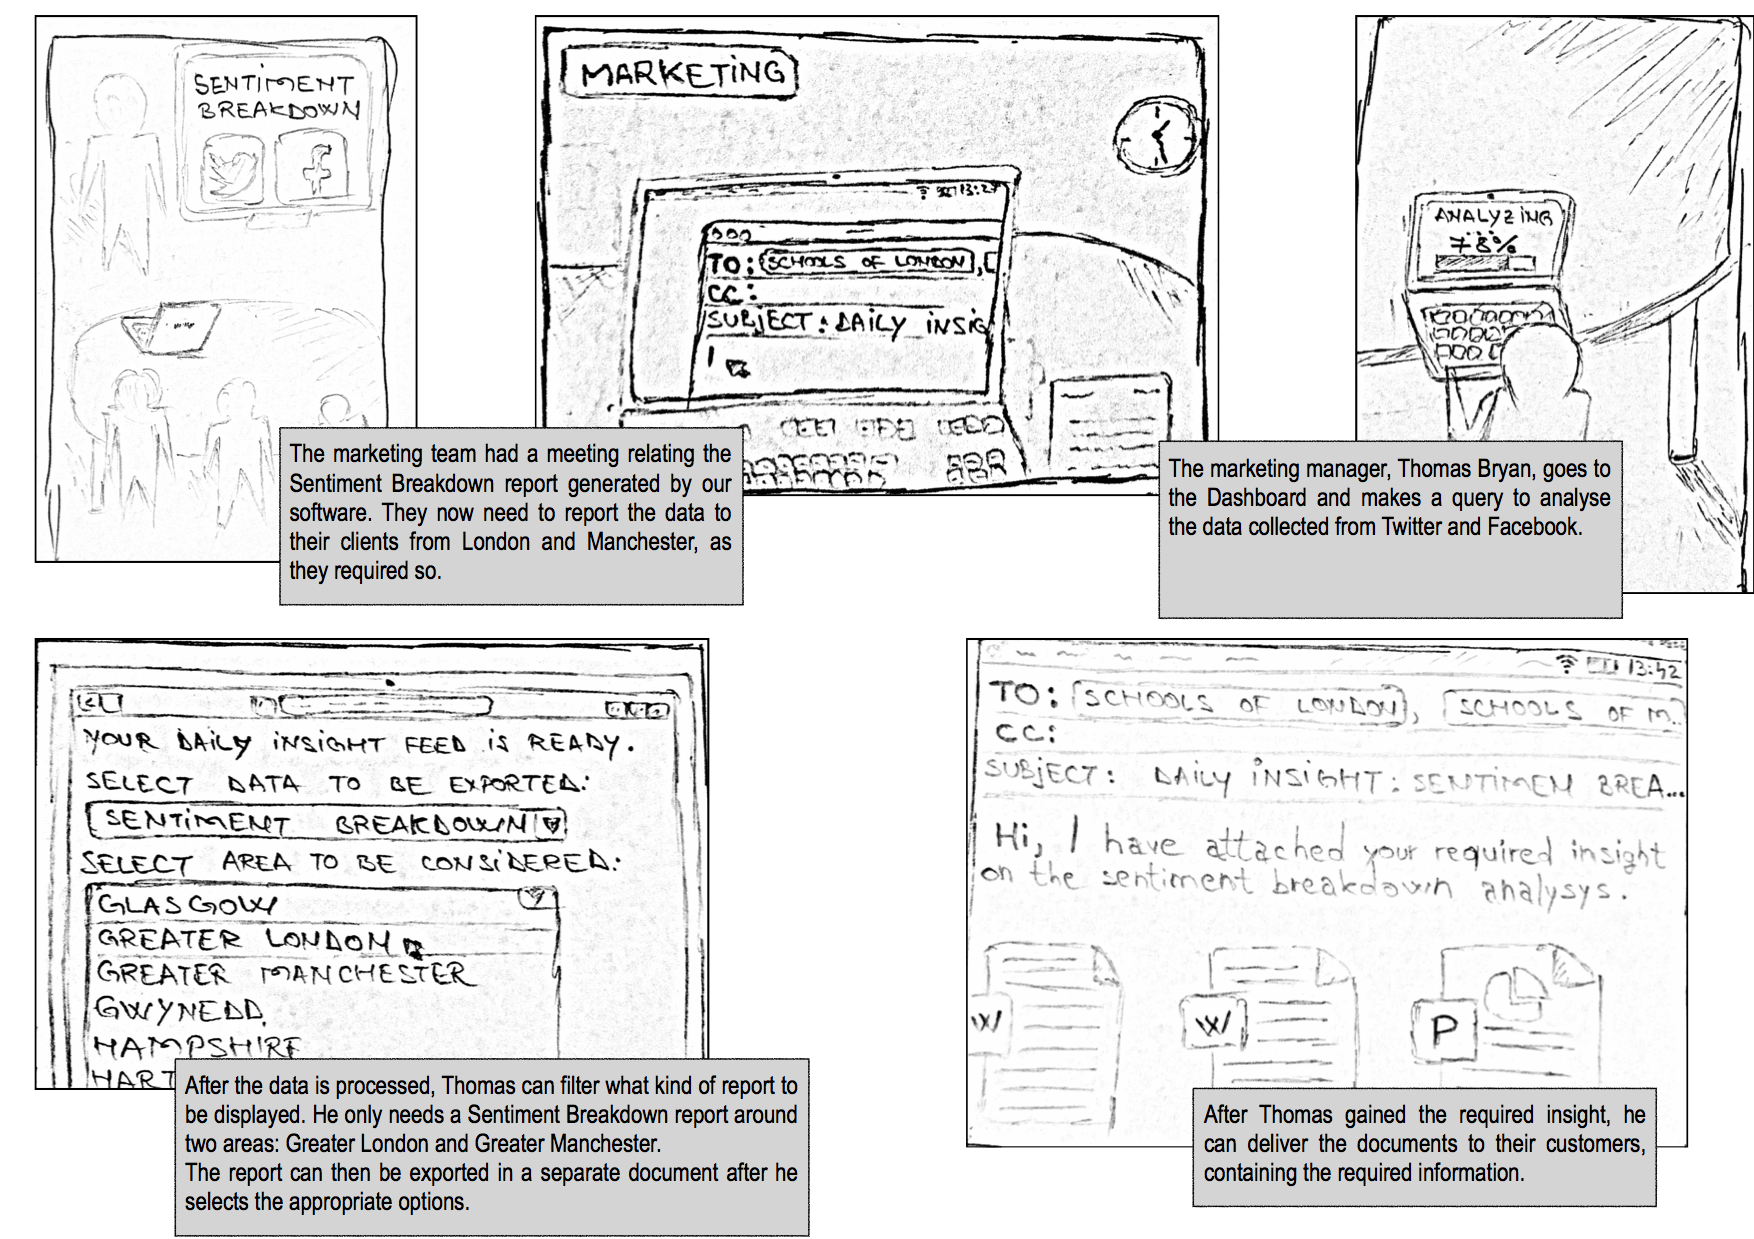 SENTIMENT
BREAKDOWN
MARKETING
13:27
TO: SCHOOLS OF LONDON,
CC:
SUBJECT: DAILY INSIG
ANALYZING
...
78%
The marketing team had a meeting relating the
Sentiment Breakdown report generated by our
software. They now need to report the data to
their clients from London and Manchester, as
they required so.
The marketing manager, Thomas Bryan, goes to
the Dashboard and makes a query to analyse
the data collected from Twitter and Facebook.
YOUR DAILY INSIGHT FEED IS READY.
SELECT DATA TO BE EXPORTED:
SENTIMENT BREAKDOWN
SELECT AREA TO BE CONSIDERED:
GLASGOW
GREATER LONDON
GREATER MANCHESTER
GWYNEDD
HAMPSHIRE
HART
After the data is processed, Thomas can filter what kind of report to
be displayed. He only needs a Sentiment Breakdown report around
two areas: Greater London and Greater Manchester.
The report can then be exported in a separate document after he
selects the appropriate options.
13:42
TO: SCHOOLS OF LONDON, SCHOOLS OF M..
CC:
SUBJECT: DAILY INSIGHT: SENTIMEN BREA...
Hi, I have attached your required insight
on the sentiment breakdown analysys.
W W P
After Thomas gained the required insight, he
can deliver the documents to their customers,
containing the required information.